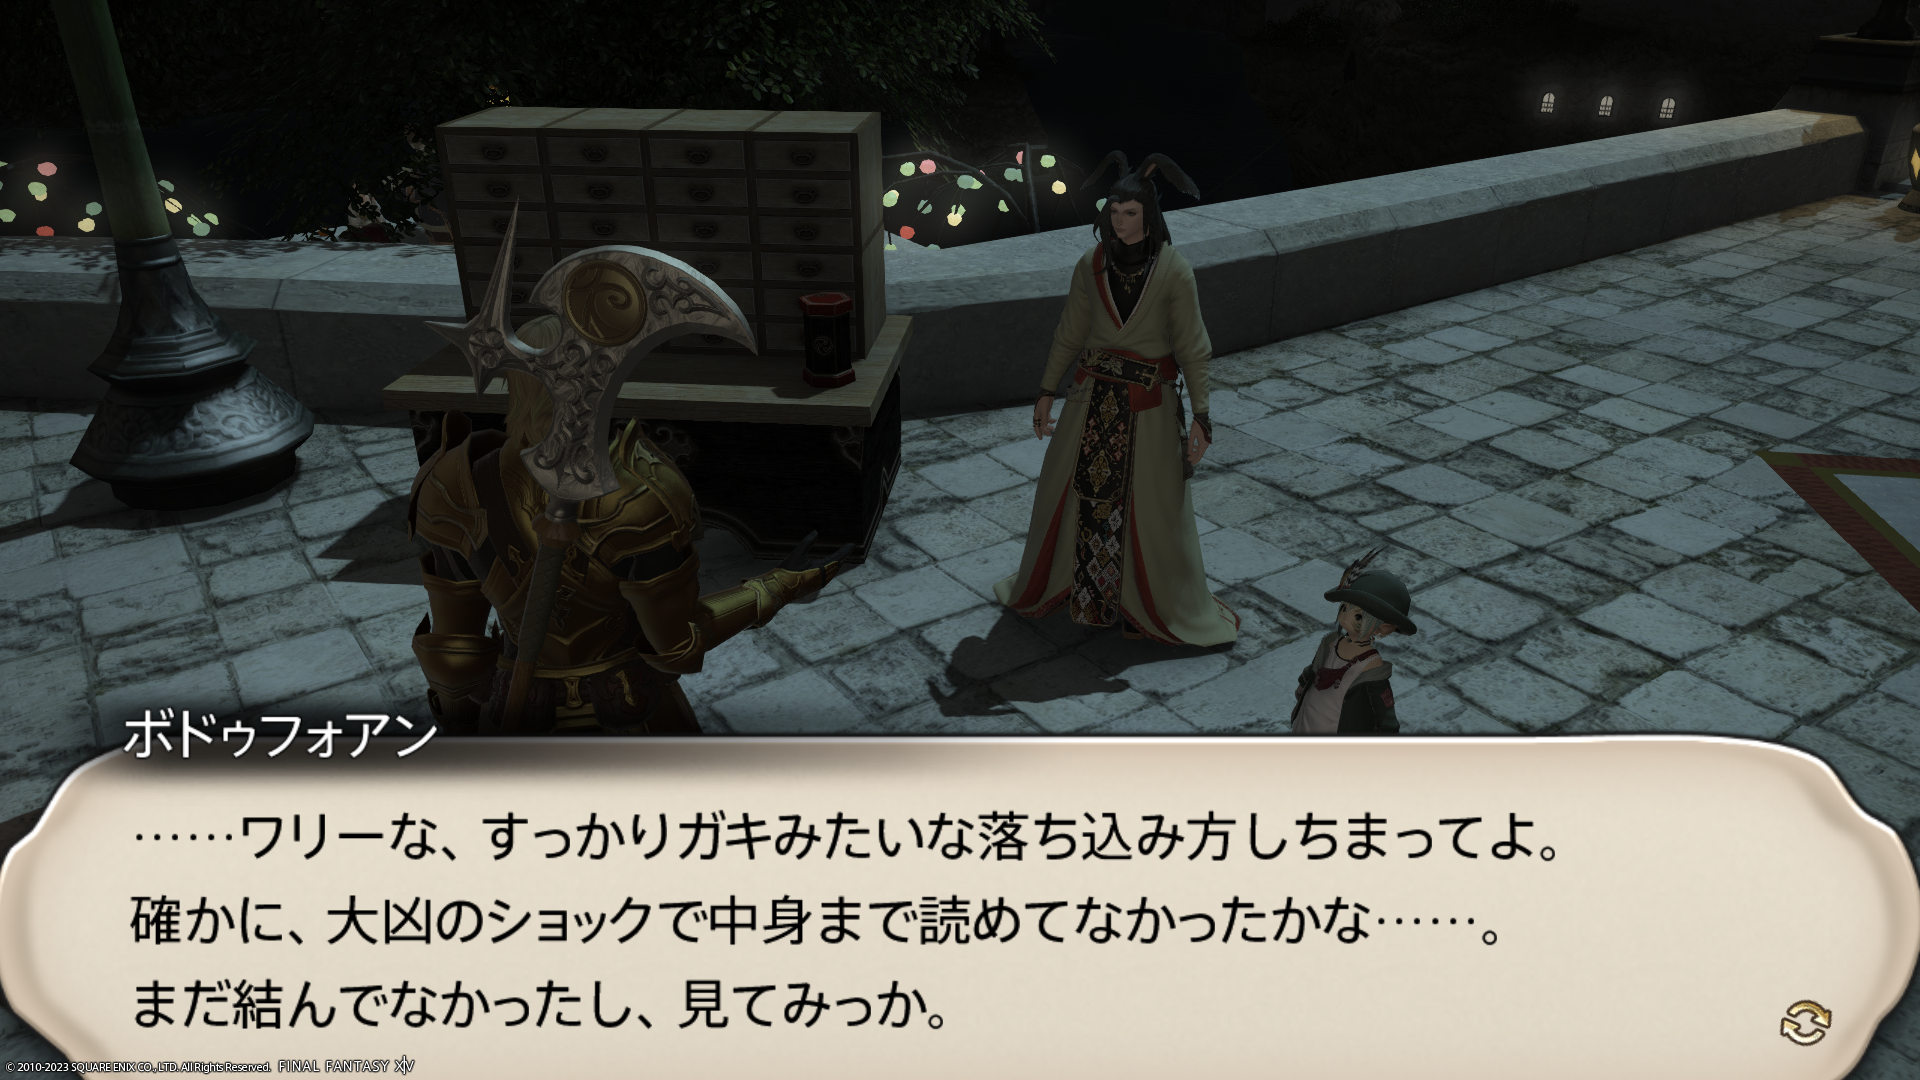 ボドゥフォアン
……ワリーな、すっかりガキみたいな落ち込み方しちまってよ。
確かに、大凶のショックで中身まで読めてなかったかな……。
まだ結んでなかったし、見てみっか。
© 2010-2023 SQUARE ENIX CO., LTD. All Rights Reserved. FINAL FANTASY XIV